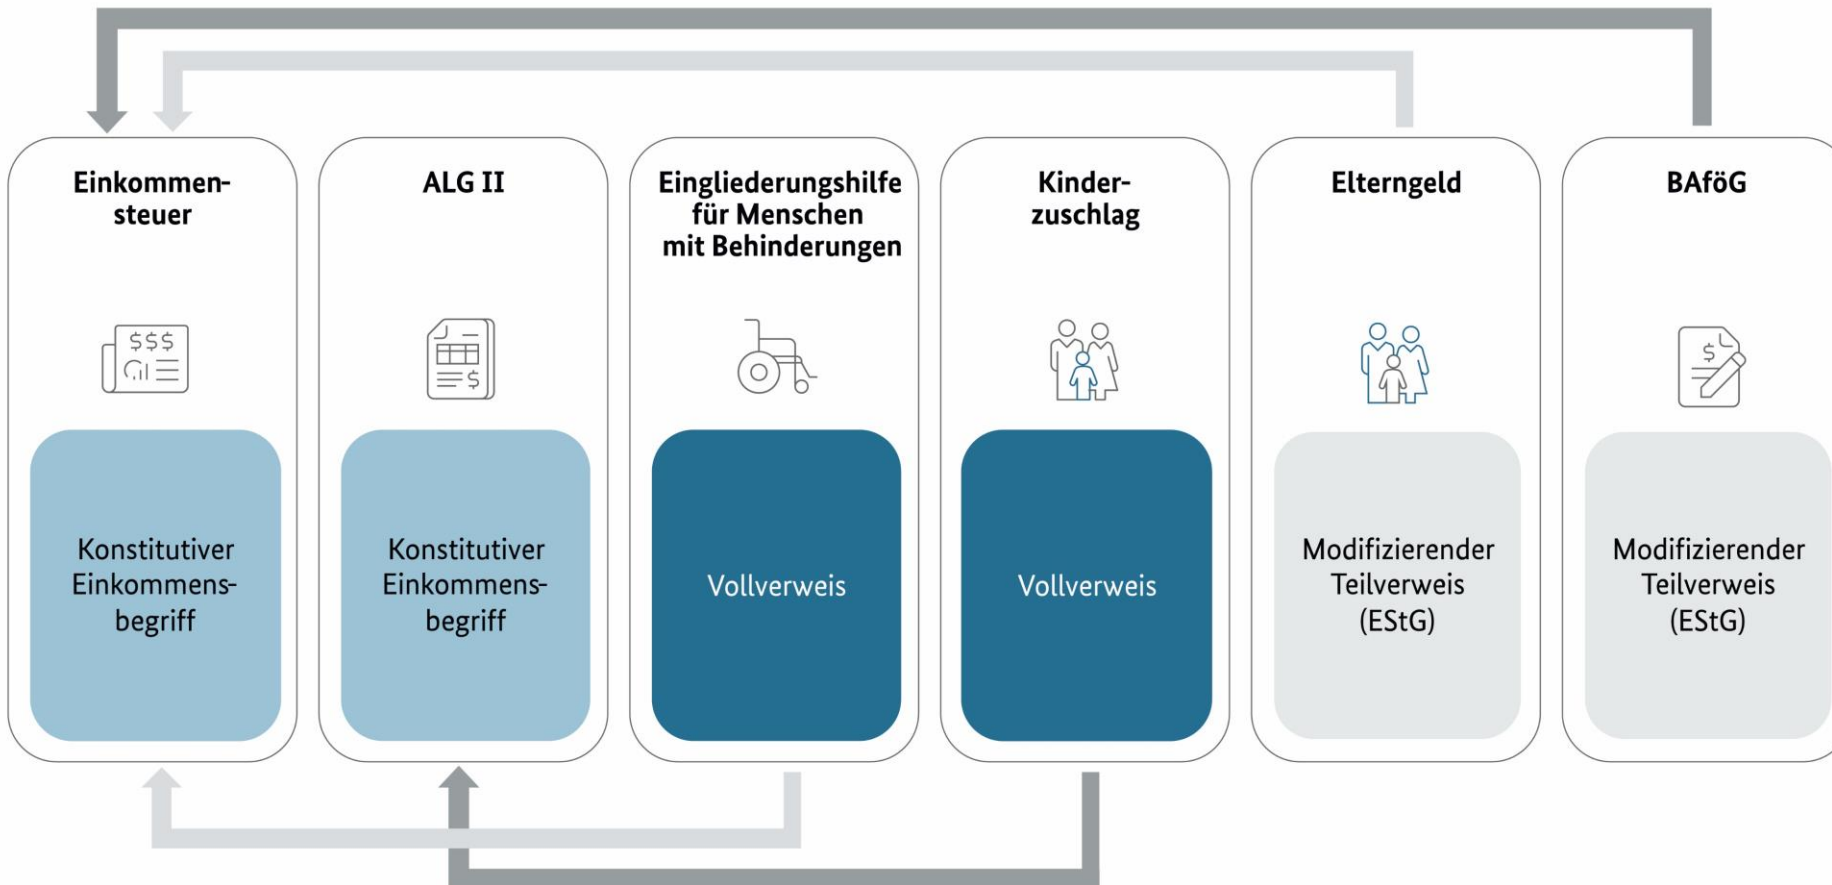 Einkommen-
steuer
ALG II
Eingliederungshilfe
für Menschen
mit Behinderungen
Kinder-
zuschlag
Elterngeld
BAföG
$$$
$
$
Konstitutiver
Einkommens-
begriff
Konstitutiver
Einkommens-
begriff
Vollverweis
Vollverweis
Modifizierender
Teilverweis
(EStG)
Modifizierender
Teilverweis
(EStG)